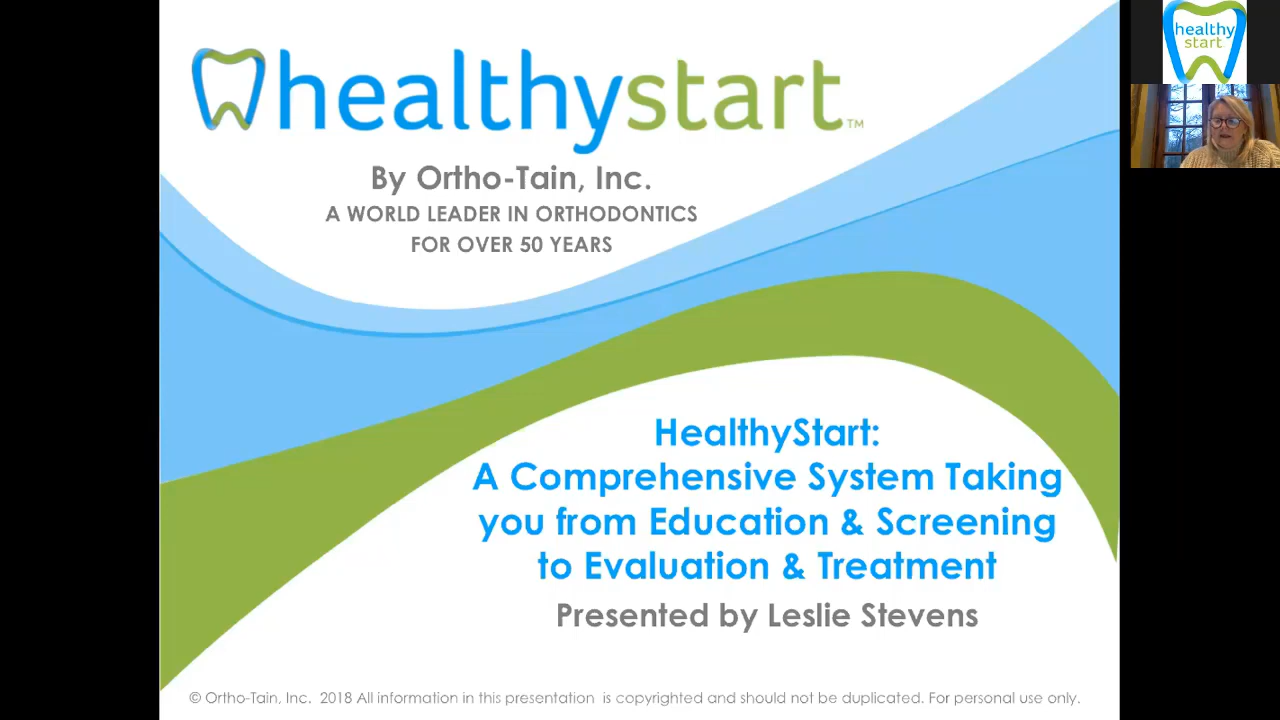 healthystart™
By Ortho-Tain, Inc.
A WORLD LEADER IN ORTHODONTICS
FOR OVER 50 YEARS
HealthyStart:
A Comprehensive System Taking
you from Education & Screening
to Evaluation & Treatment
Presented by Leslie Stevens
© Ortho-Tain, Inc. 2018 All information in this presentation is copyrighted and should not be duplicated. For personal use only.
healthy
start